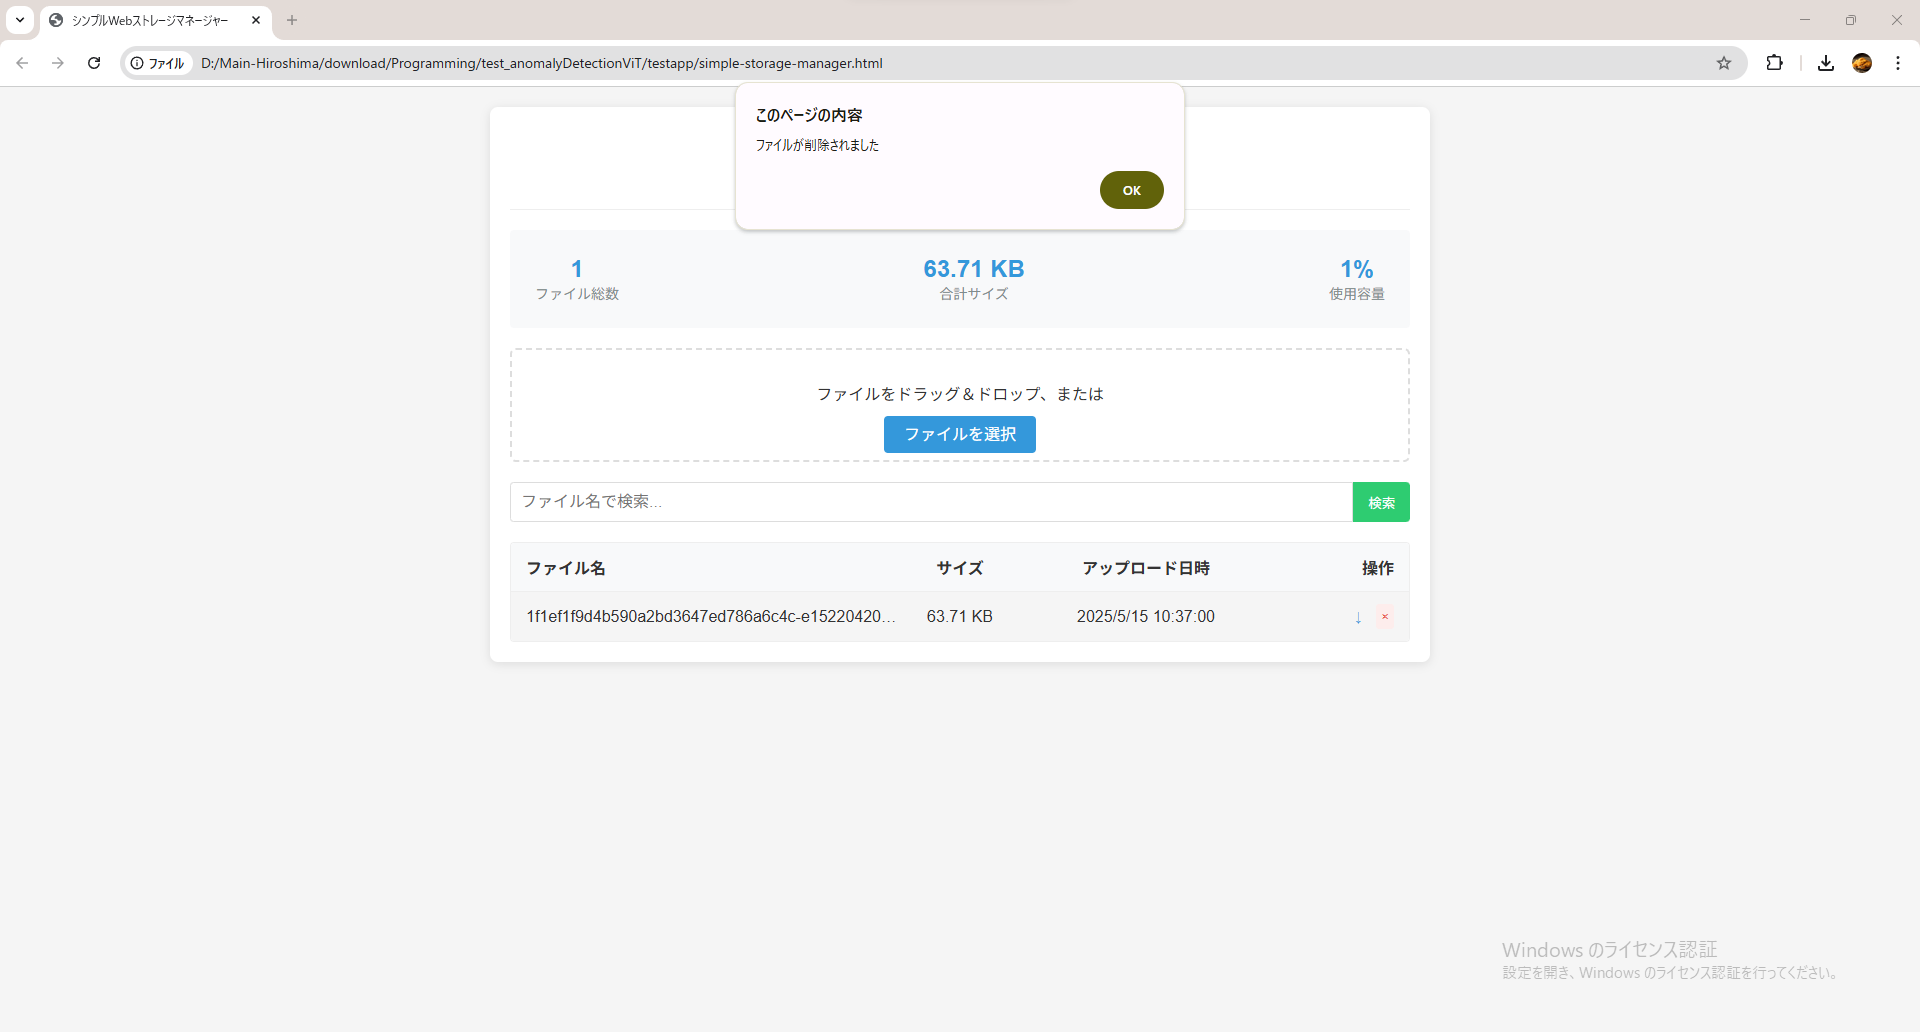 シンプルWebストレージマネージャー
ファイル
D:/Main-Hiroshima/download/Programming/test_anomalyDetectionViT/testapp/simple-storage-manager.html
このページの内容
ファイルが削除されました
OK
1
63.71 KB
1%
ファイル総数
合計サイズ
使用容量
ファイルをドラッグ＆ドロップ、または
ファイルを選択
ファイル名で検索...
検索
ファイル名 サイズ アップロード日時 操作
1f1ef1f9d4b590a2bd3647ed786a6c4c-e15220420... 63.71 KB 2025/5/15 10:37:00 ↓ ×
Windows のライセンス認証
設定を開き、Windows のライセンス認証を行ってください。